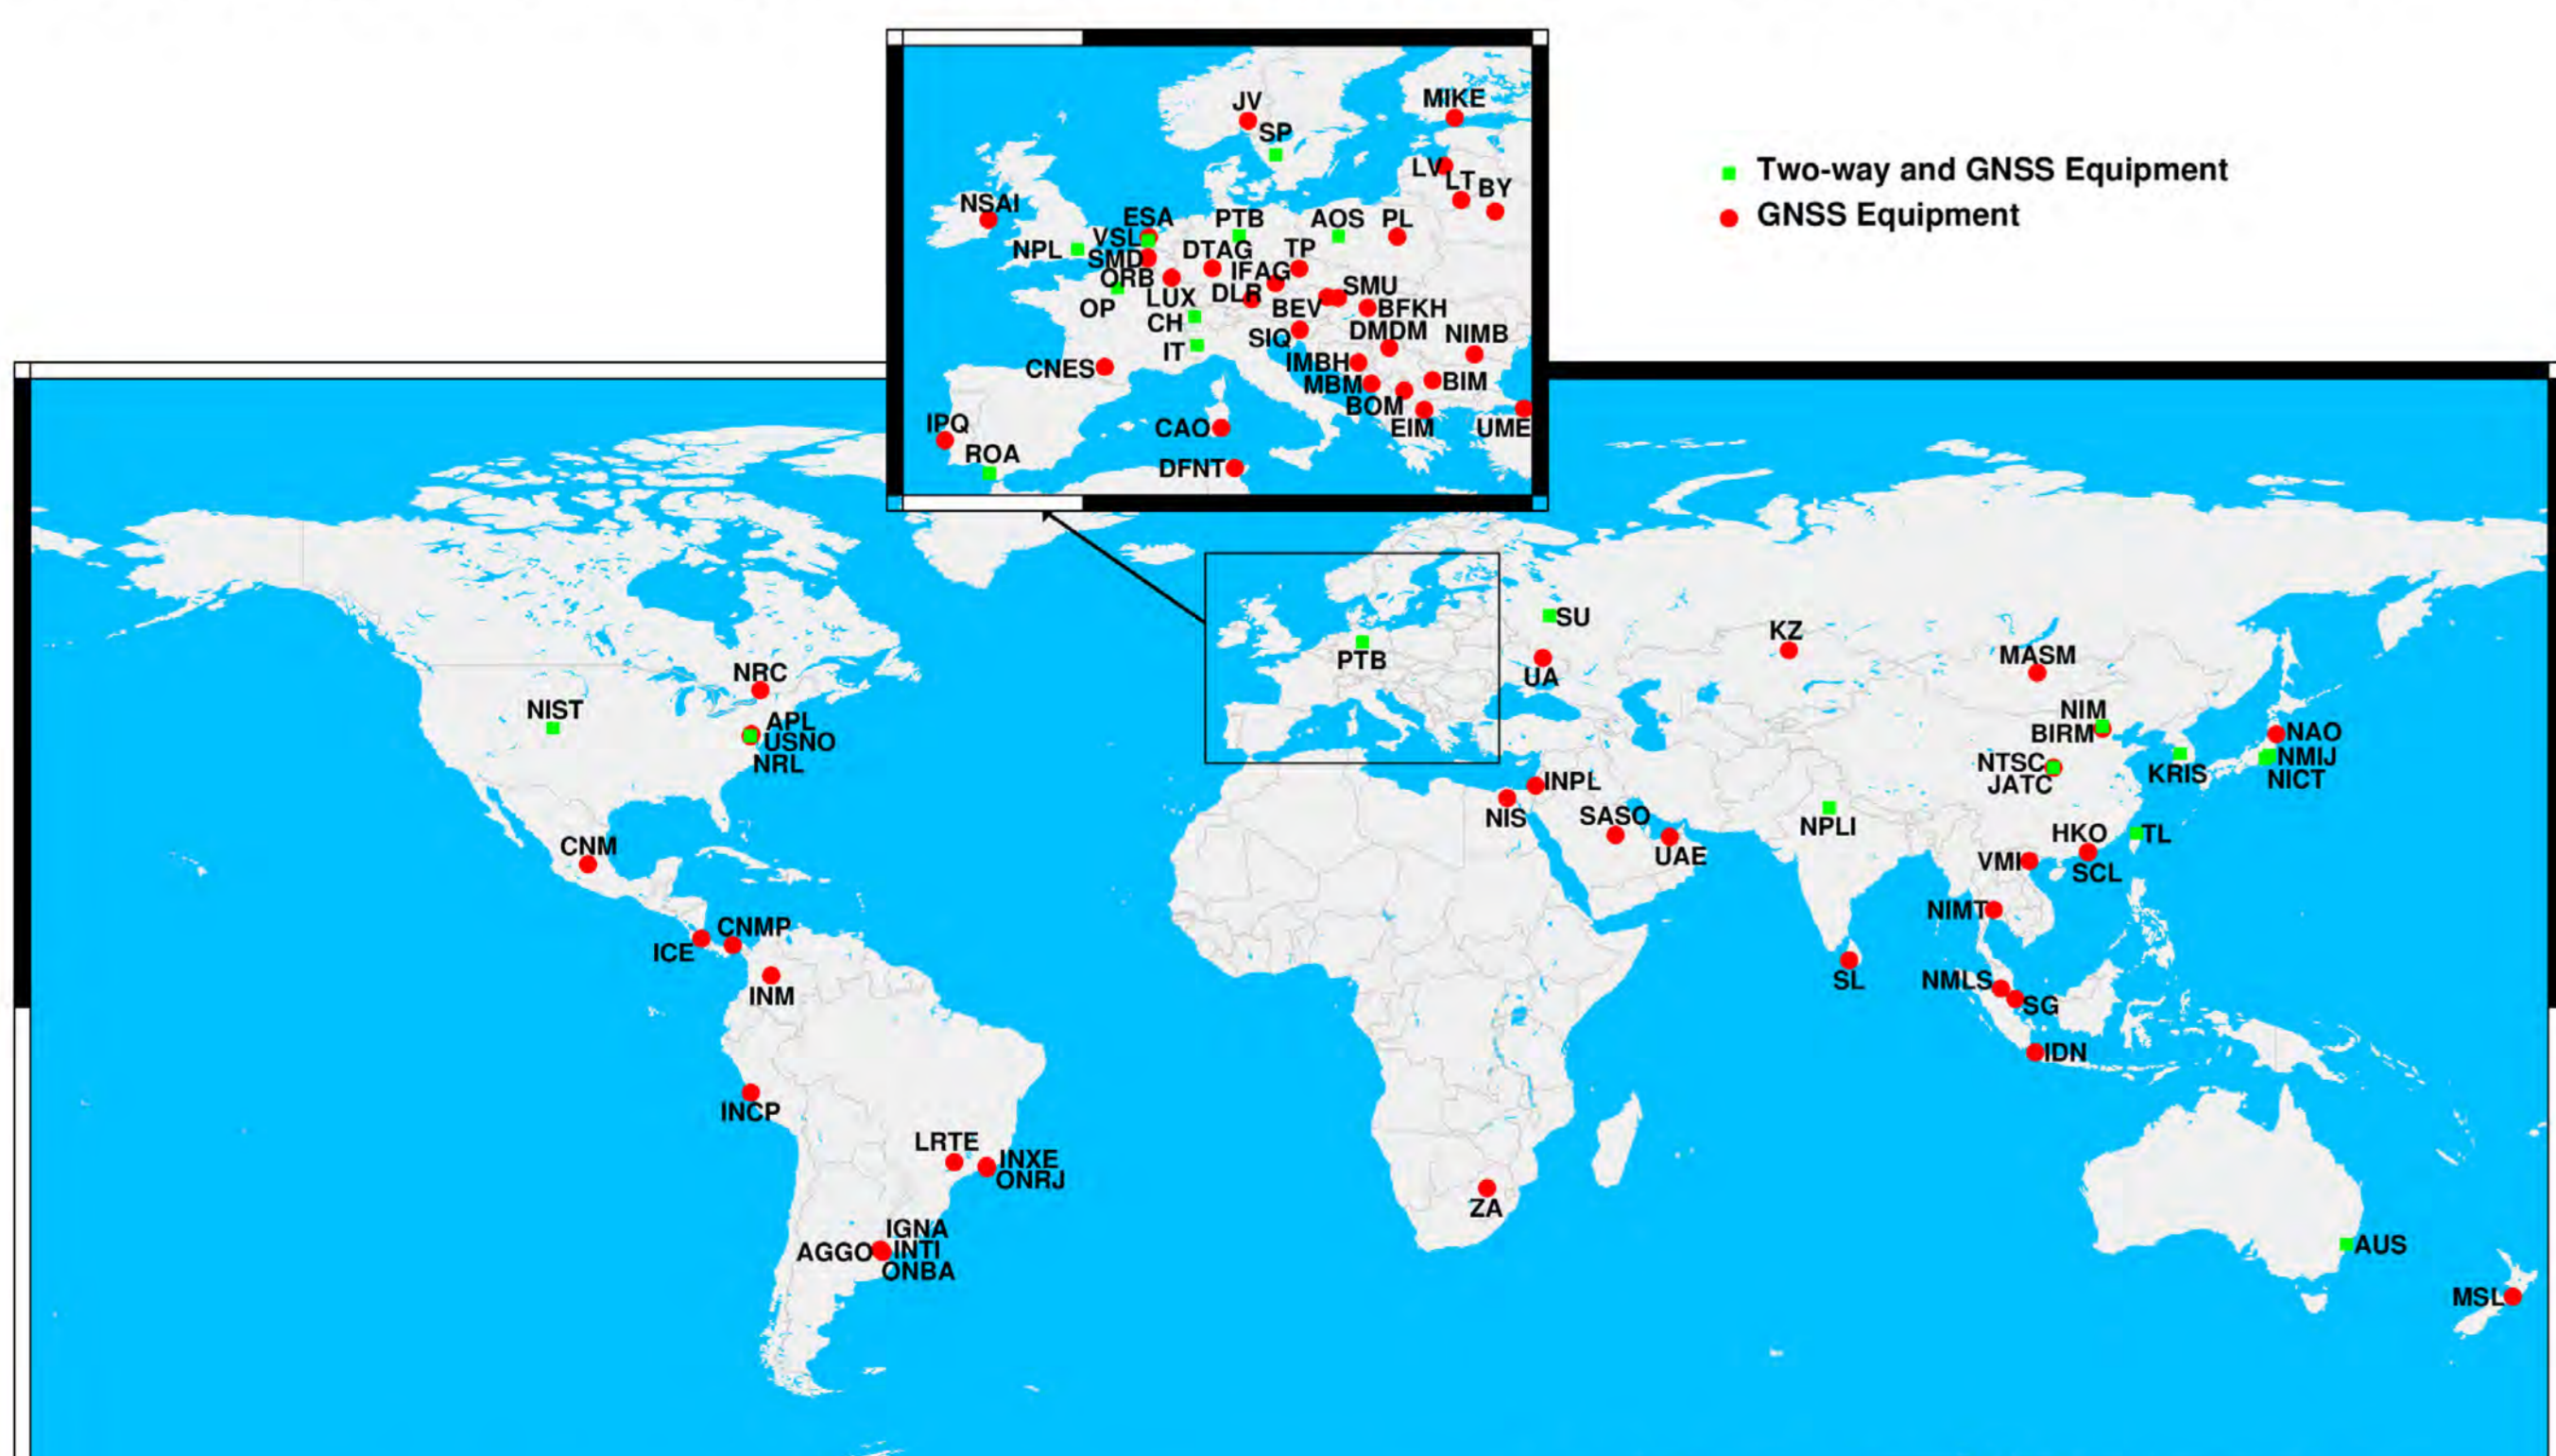 JV
MIKE
SP
LV
LT
BY
NSAI
ESA
PTB
AOS
PL
VSL
NPL
SMD
DTAG
TP
ORB
IFAG
OP
LUX
DLR
SMU
BEV
BFKH
CH
SIQ
DMDM
NIMB
IT
IMBH
CNES
MBM
BIM
BOM
IPQ
CAO
EIM
UME
ROA
DFNT
Two-way and GNSS Equipment
GNSS Equipment
SU
KZ
PTB
UA
MASM
NRC
NIST
APL
USNO
NRL
NIM
BIRM
NAO
NMIJ
NICT
KRIS
NTSC
JATC
INPL
NIS
SASO
UAE
NPLI
HKO
TL
SCL
VMI
CNM
NIMT
CNMP
ICE
INM
SL
NMLS
SG
IDN
INCP
LRTE
INXE
ONRJ
ZA
IGNA
AGGO
INTI
ONBA
AUS
MSL